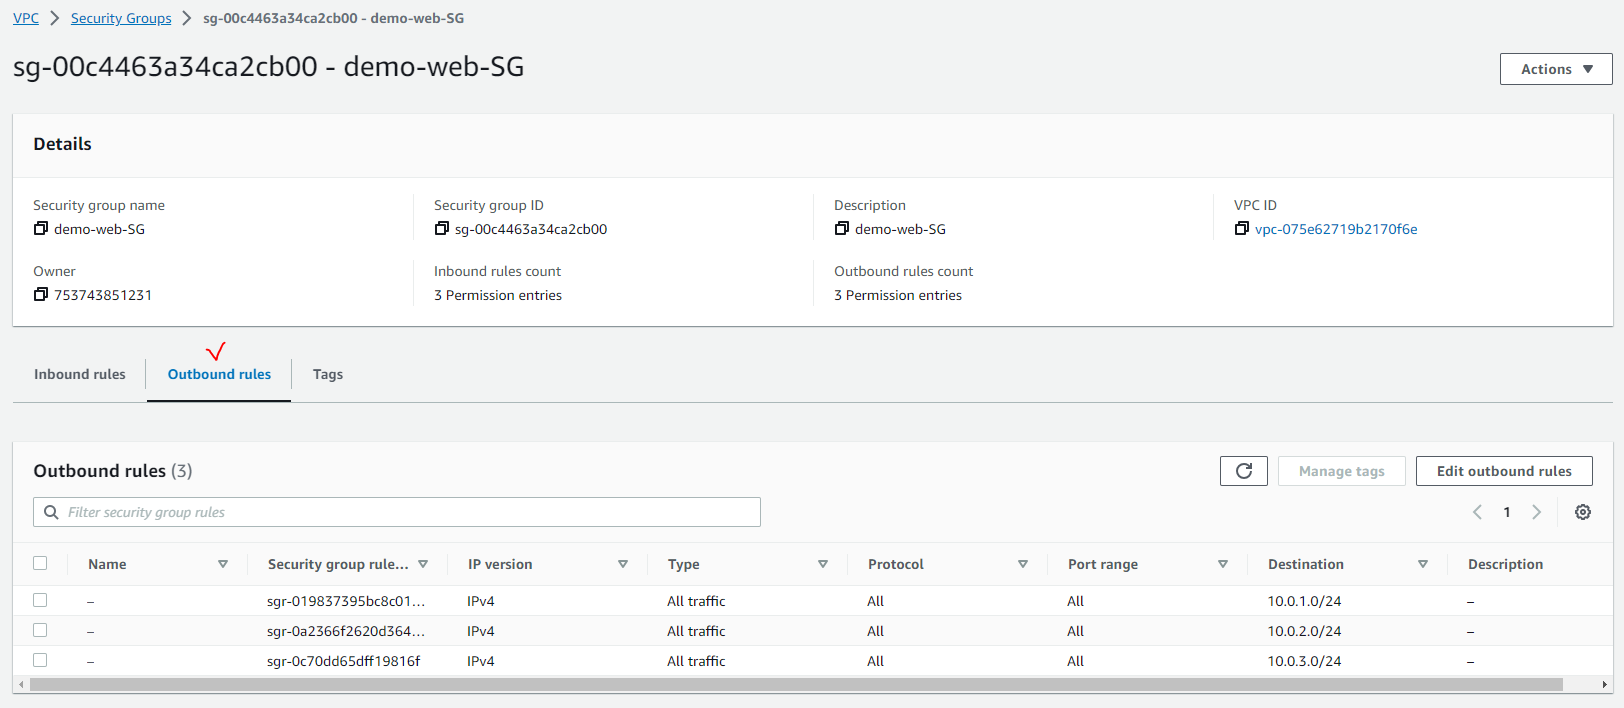 VPC > Security Groups > sg-00c4463a34ca2cb00 - demo-web-SG
sg-00c4463a34ca2cb00 - demo-web-SG
Actions
Details
Security group name
demo-web-SG
Security group ID
sg-00c4463a34ca2cb00
Description
demo-web-SG
VPC ID
vpc-075e62719b2170f6e
Owner
753743851231
Inbound rules count
3 Permission entries
Outbound rules count
3 Permission entries
Inbound rules Outbound rules Tags
Outbound rules (3)
Manage tags
Edit outbound rules
Filter security group rules
1
Name Security group rule... IP version Type Protocol Port range Destination Description
– sgr-019837395bc8c01... IPv4 All traffic All All 10.0.1.0/24 –
– sgr-0a2366f2620d364... IPv4 All traffic All All 10.0.2.0/24 –
– sgr-0c70dd65dff19816f IPv4 All traffic All All 10.0.3.0/24 –